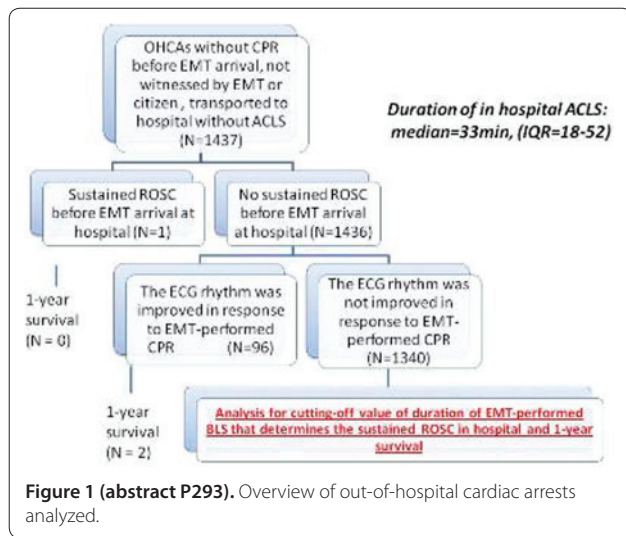 OHCAs without CPR
before EMT arrival, not
witnessed by EMT or
citizen , transported to
hospital without ACLS
(N=1437)
Duration of in hospital ACLS:
median=33min, (IQR=18-52)
Sustained ROSC
before EMT arrival at
hospital (N=1)
No sustained ROSC
before EMT arrival
at hospital (N=1436)
1-year
survival
(N = 0)
The ECG rhythm was
improved in response
to EMT-performed
CPR (N=96)
The ECG rhythm was
not improved in
response to EMT-
performed CPR
(N=1340)
1-year
survival
(N = 2)
Analysis for cutting-off value of duration of EMT-performed
BLS that determines the sustained ROSC in hospital and 1-year
survival
Figure 1 (abstract P293). Overview of out-of-hospital cardiac arrests
analyzed.